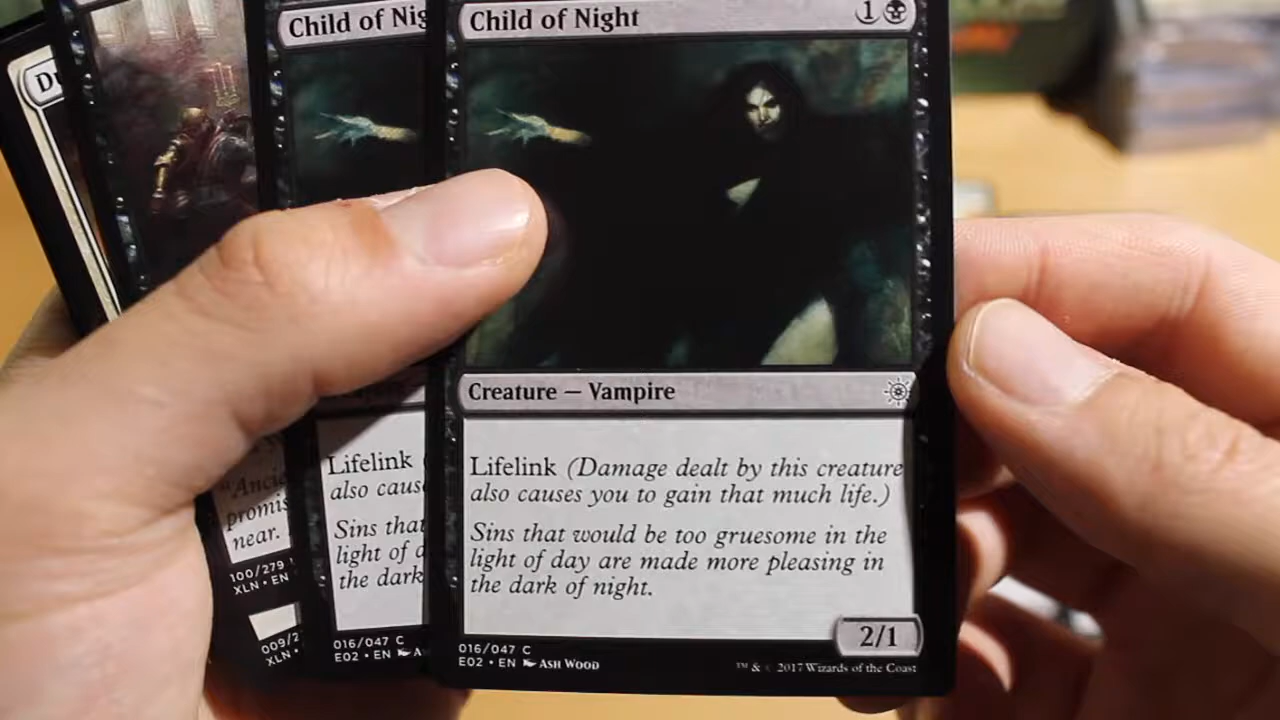 Du
Child of Nig
Child of Night
1
Creature — Vampire
Lifelink
also caus
Sins that
light of d
the dark
016/047 C
E02 • EN
Lifelink (Damage dealt by this creature
also causes you to gain that much life.)
Sins that would be too gruesome in the
light of day are made more pleasing in
the dark of night.
2/1
016/047 C
E02 • EN Ash Wood
™ & © 2017 Wizards of the Coast
"Ancie
promis
near.
100/279
XLN • EN
009/2
XLN •